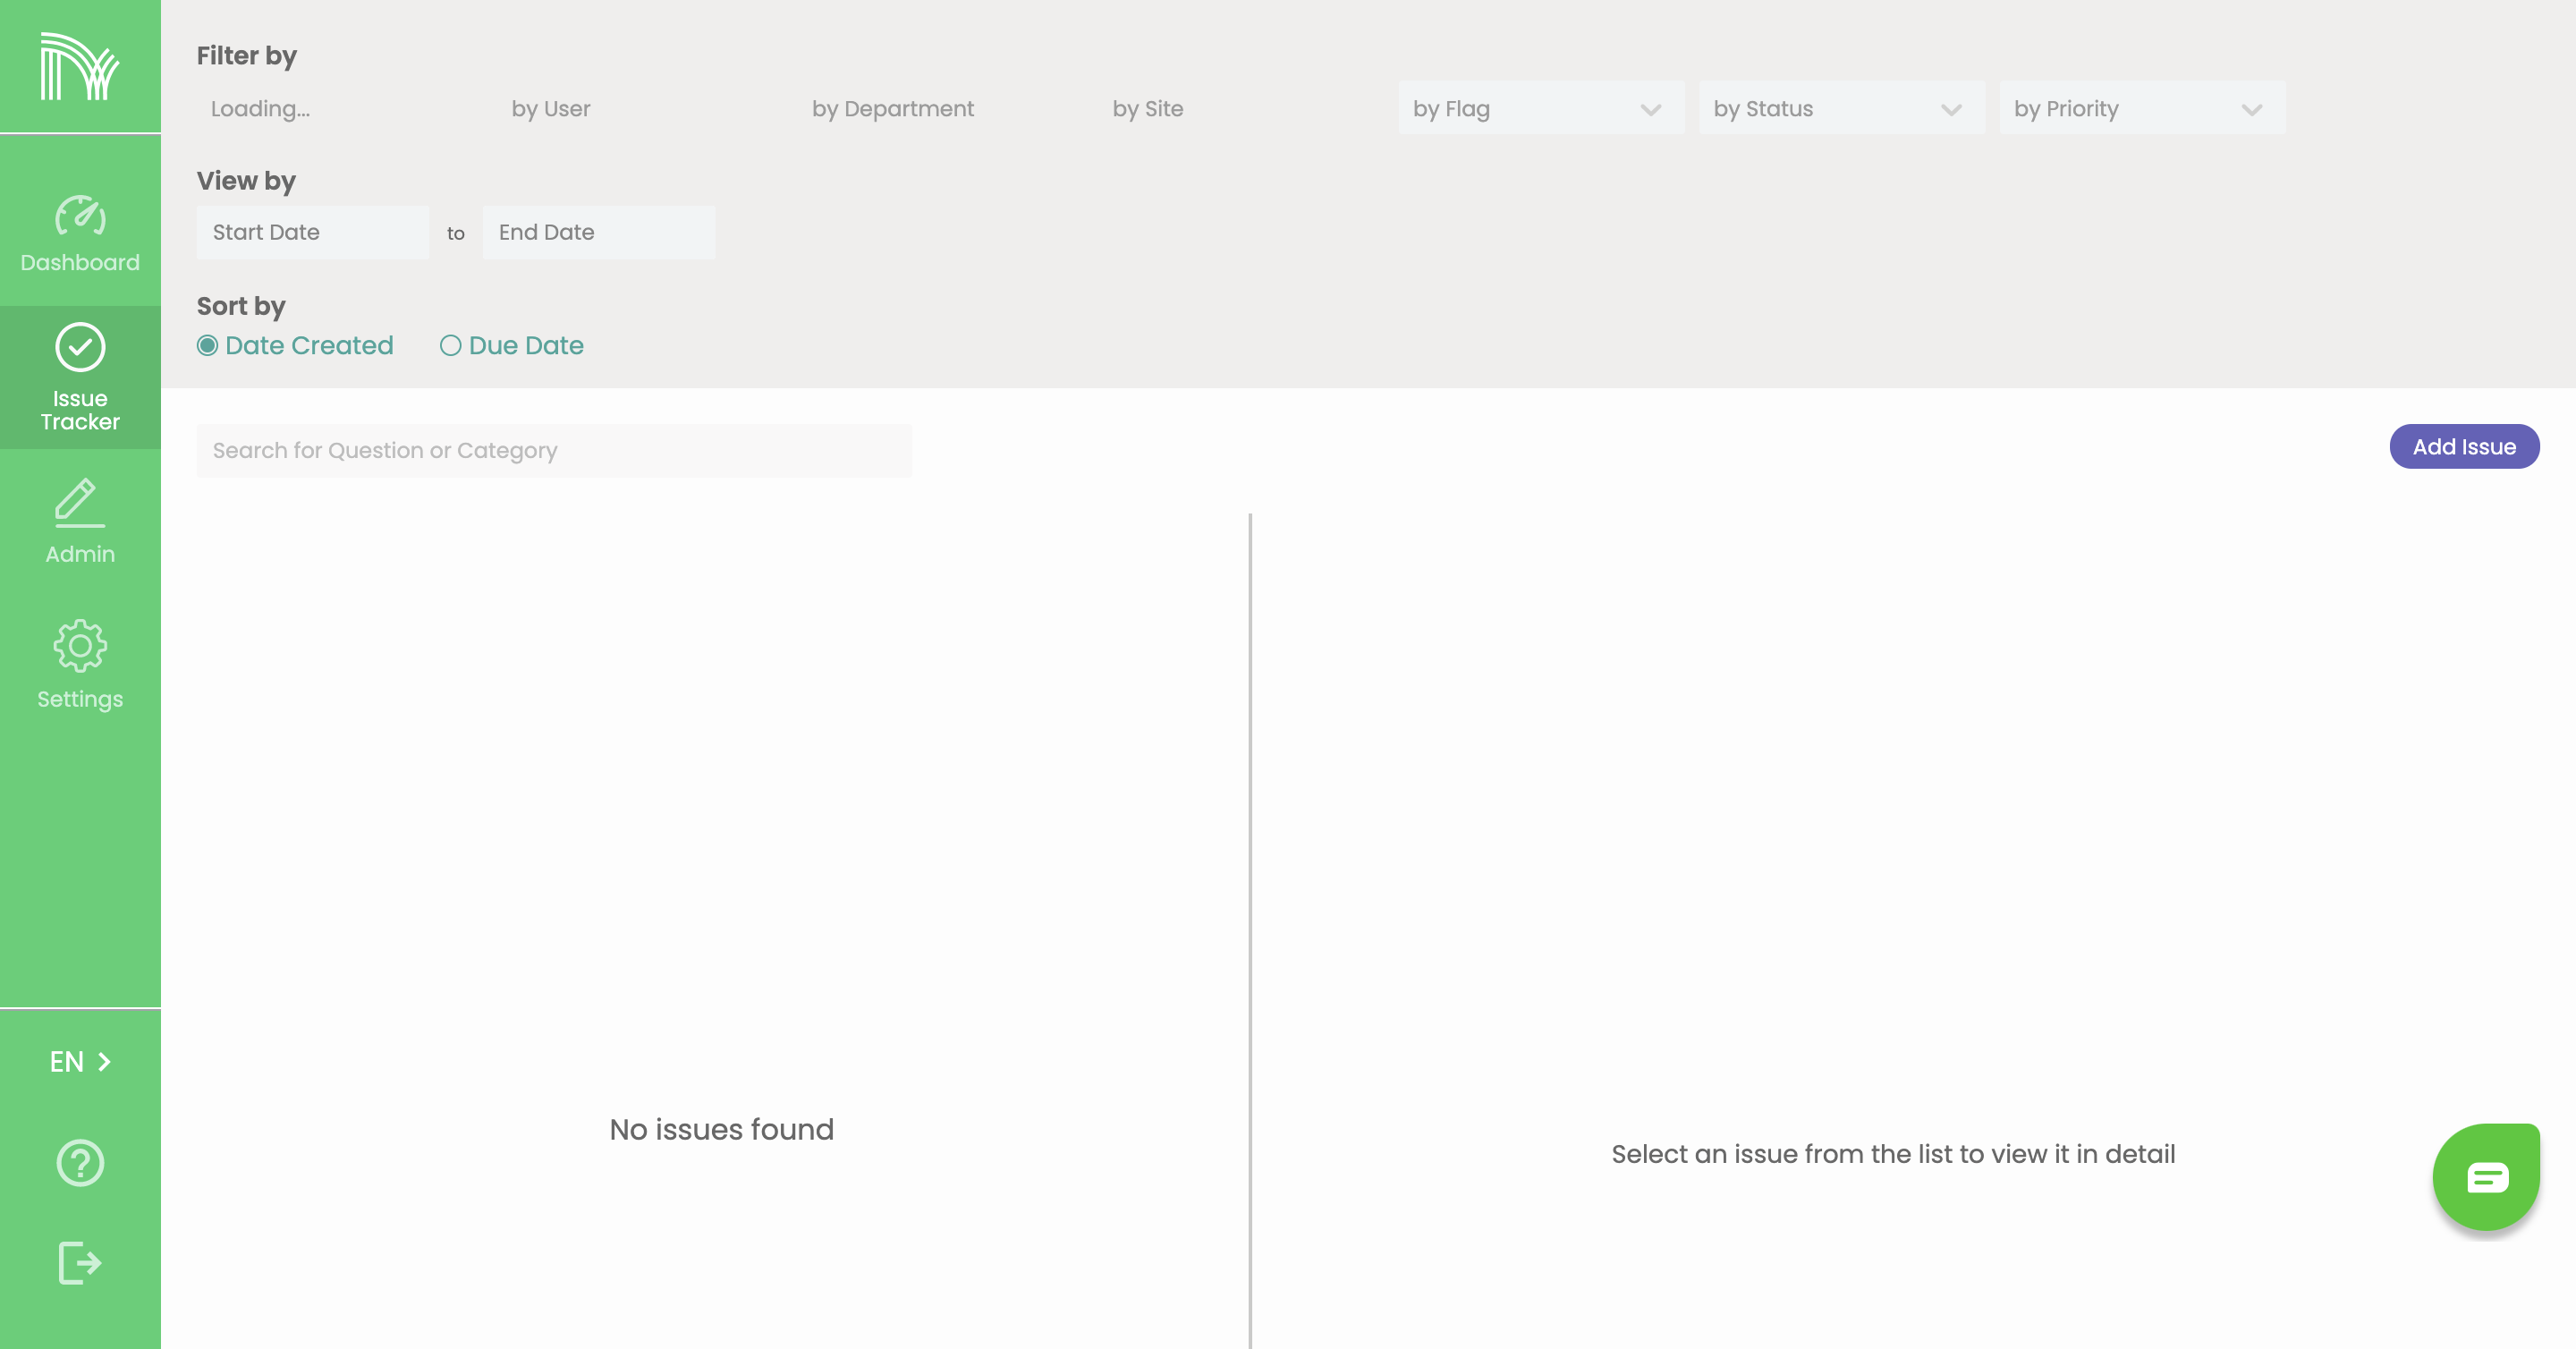 Filter by
Loading...
by User
by Department
by Site
by Flag
by Status
by Priority
View by
Start Date
to
End Date
Sort by
Date Created
Due Date
Dashboard
Issue
Tracker
Admin
Settings
EN
Search for Question or Category
Add Issue
No issues found
Select an issue from the list to view it in detail